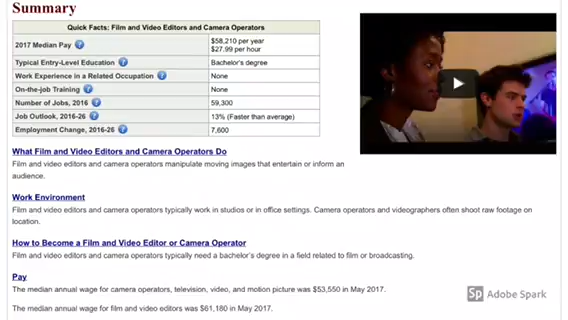 Summary
Quick Facts: Film and Video Editors and Camera Operators
2017 Median Pay ? $58,210 per year
$27.99 per hour
Typical Entry-Level Education ? Bachelor's degree
Work Experience in a Related Occupation ? None
On-the-job Training ? None
Number of Jobs, 2016 ? 59,300
Job Outlook, 2016-26 ? 13% (Faster than average)
Employment Change, 2016-26 ? 7,600
What Film and Video Editors and Camera Operators Do
Film and video editors and camera operators manipulate moving images that entertain or inform an
audience.
Work Environment
Film and video editors and camera operators typically work in studios or in office settings. Camera operators and videographers often shoot raw footage on
location.
How to Become a Film and Video Editor or Camera Operator
Film and video editors and camera operators typically need a bachelor's degree in a field related to film or broadcasting.
Pay
The median annual wage for camera operators, television, video, and motion picture was $53,550 in May 2017.
The median annual wage for film and video editors was $61,180 in May 2017.
Sp Adobe Spark